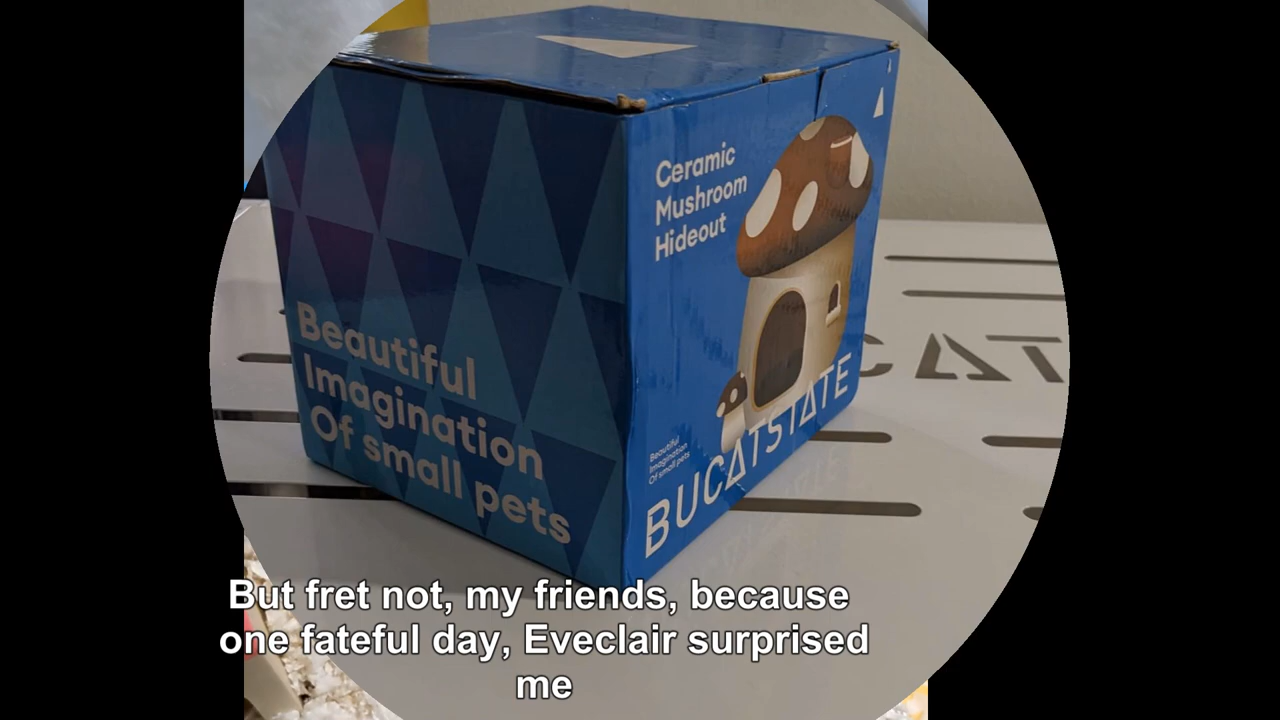 Ceramic
Mushroom
Hideout
Beautiful
Imagination
Of small pets
Beautiful
Imagination
Of small pets
BUCATSTATE
CAT
But fret not, my friends, because
one fateful day, Eveclair surprised
me